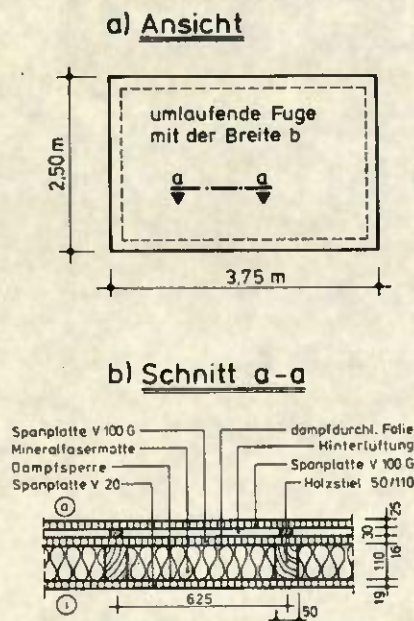 a) Ansicht
umlaufende Fuge
mit der Breite b
a a
2,50 m
3,75 m
b) Schnitt a-a
Spanplatte V 100 G
Mineralfasermatte
Dampfsperre
Spanplatte V 20
dampfdurchl. Folie
Hinterlüftung
Spanplatte V 100 G
Holzstiel 50/110
a
i
625
50
25
30
16
110
19